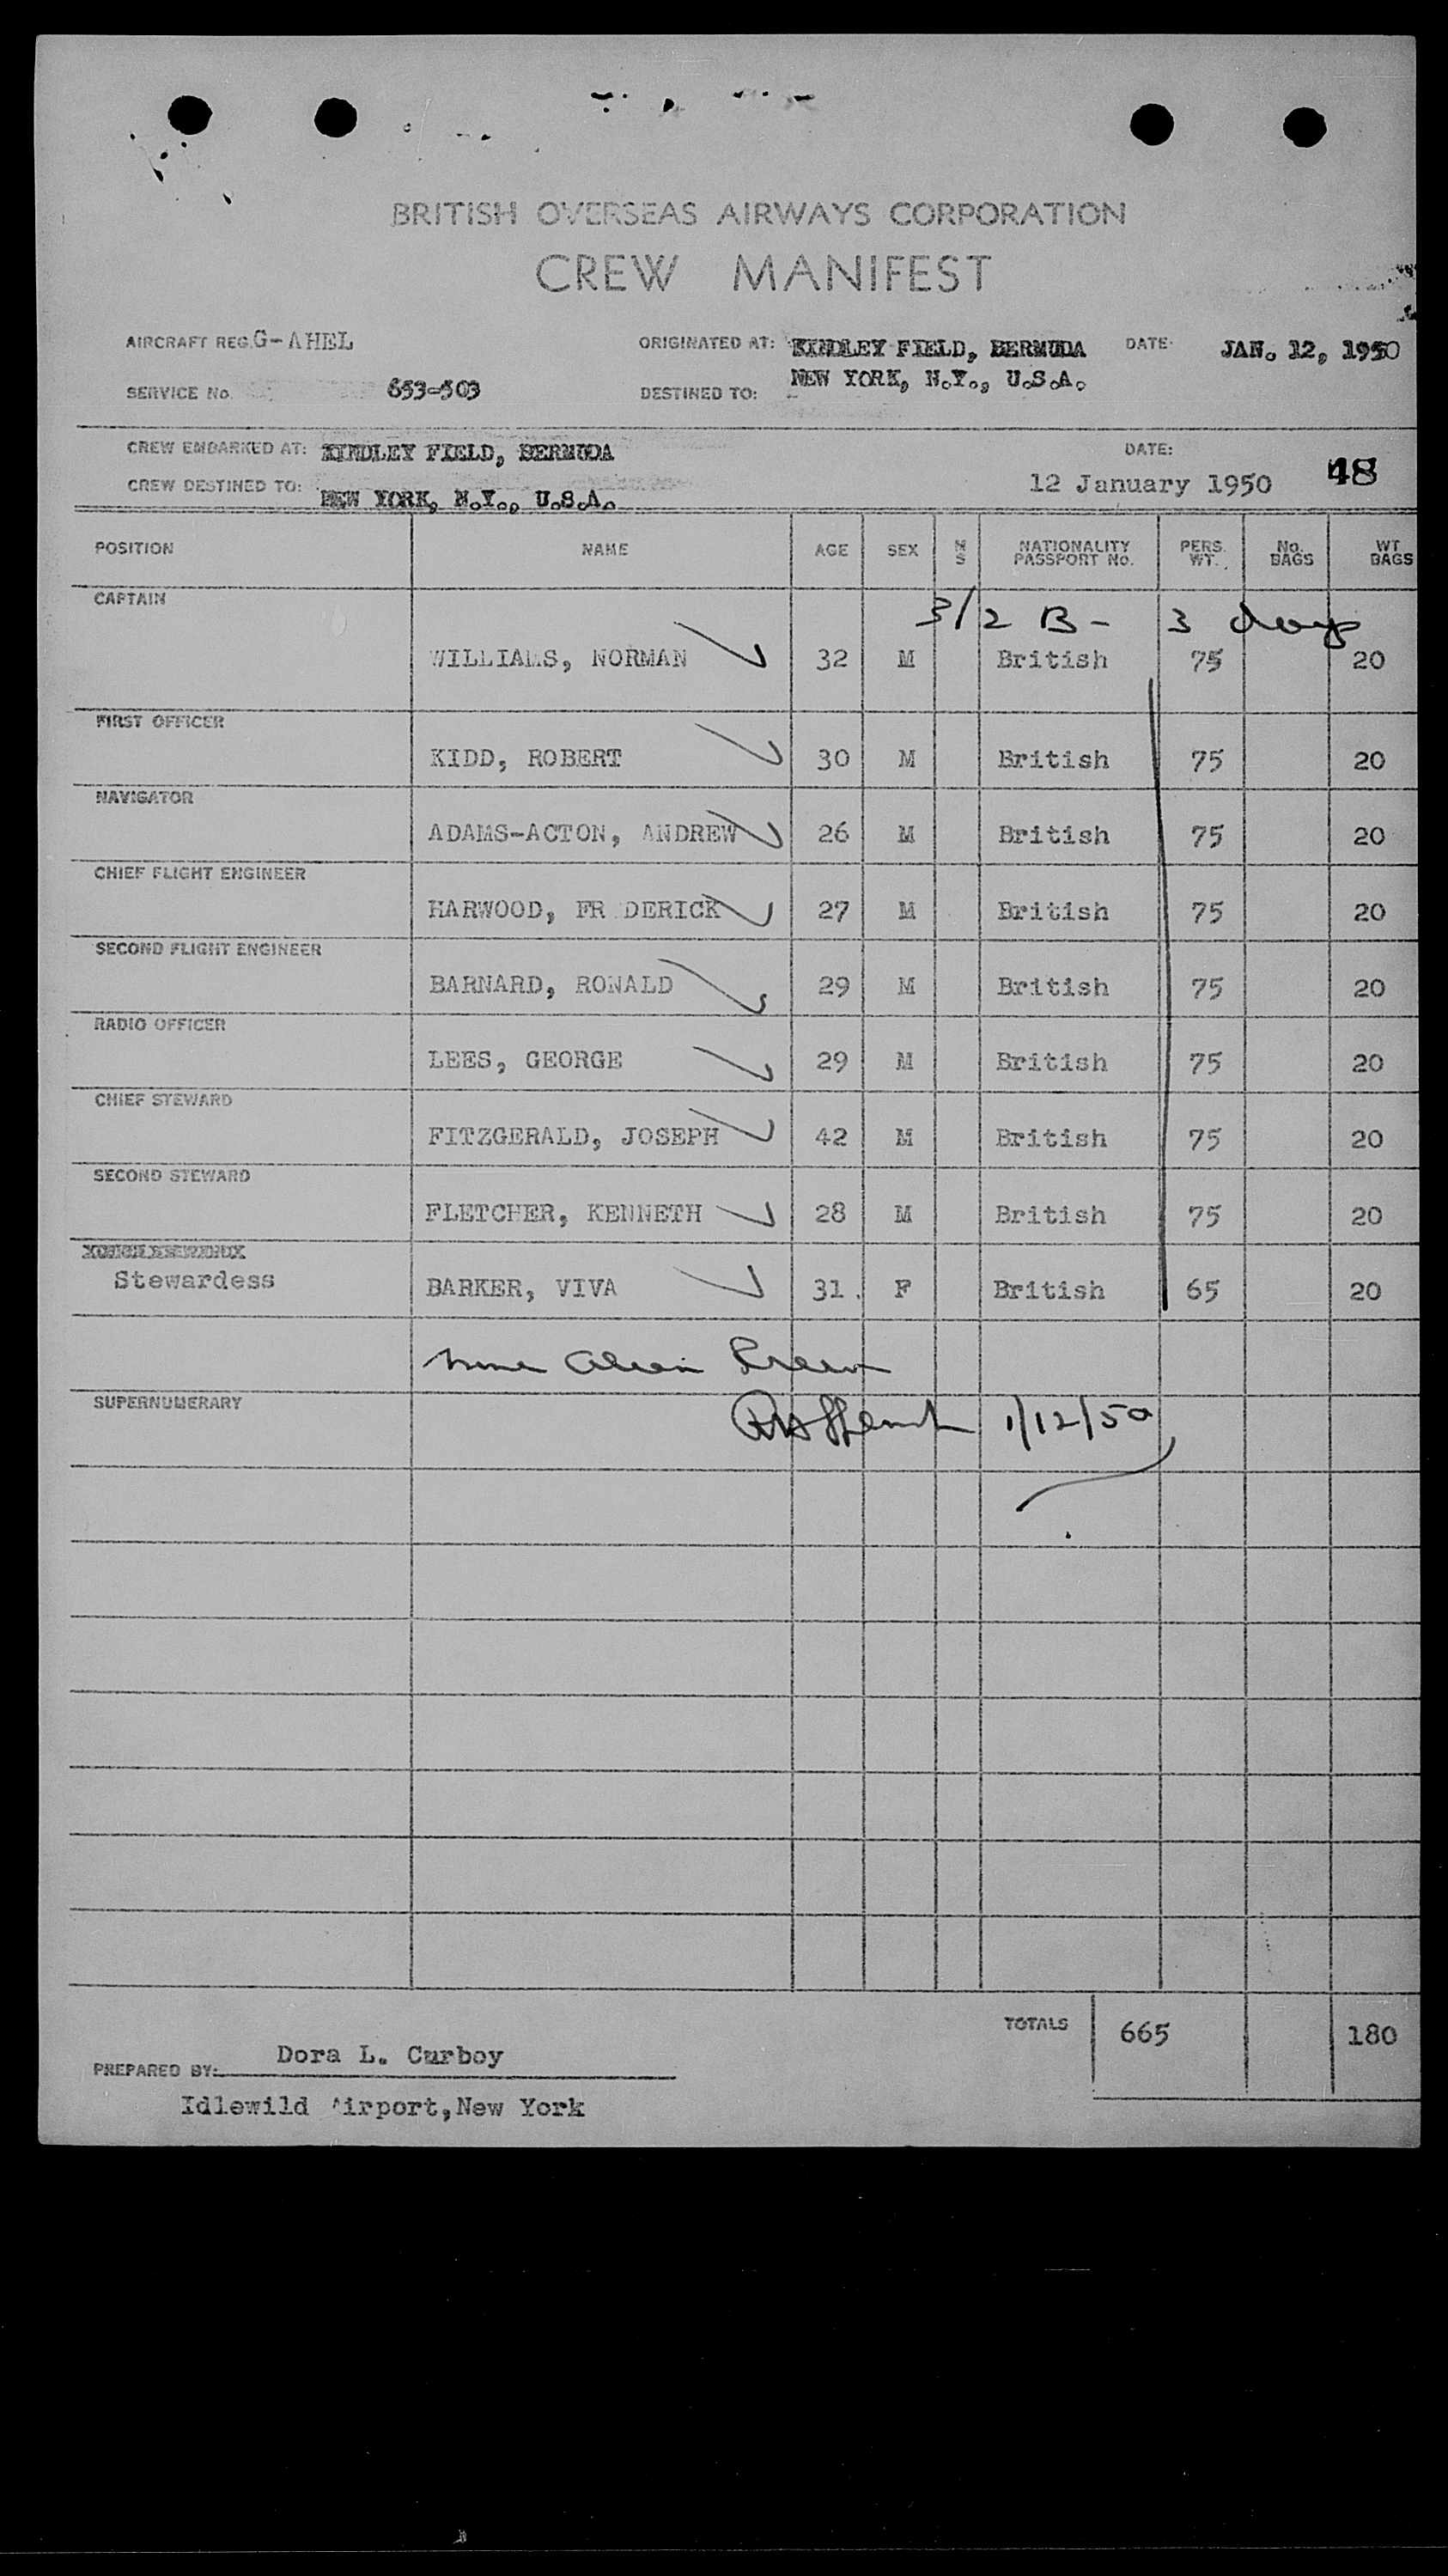 BRITISH OVERSEAS AIRWAYS CORPORATION
CREW MANIFEST
AIRCRAFT REG. G-AHEL ORIGINATED AT: KINDLEY FIELD, BERMUDA DATE: JAN. 12, 1950
SERVICE No. 653-503 DESTINED TO: NEW YORK, N.Y., U.S.A.
CREW EMBARKED AT: KINDLEY FIELD, BERMUDA DATE:
CREW DESTINED TO: NEW YORK, N.Y., U.S.A. 12 January 1950 48
POSITION NAME AGE SEX M S NATIONALITY PASSPORT No. PERS. WT. No. BAGS WT BAGS
CAPTAIN 3/2 B- 3 days
WILLIAMS, NORMAN 32 M British 75 20
FIRST OFFICER
KIDD, ROBERT 30 M British 75 20
NAVIGATOR
ADAMS-ACTON, ANDREW 26 M British 75 20
CHIEF FLIGHT ENGINEER
HARWOOD, FR DERICK 27 M British 75 20
SECOND FLIGHT ENGINEER
BARNARD, RONALD 29 M British 75 20
RADIO OFFICER
LEES, GEORGE 29 M British 75 20
CHIEF STEWARD
FITZGERALD, JOSEPH 42 M British 75 20
SECOND STEWARD
FLETCHER, KENNETH 28 M British 75 20
Stewardess BARKER, VIVA 31. F British 65 20
SUPERNUMERARY
1/12/50
TOTALS 665 180
PREPARED BY: Dora L. Curboy
Idlewild Airport, New York